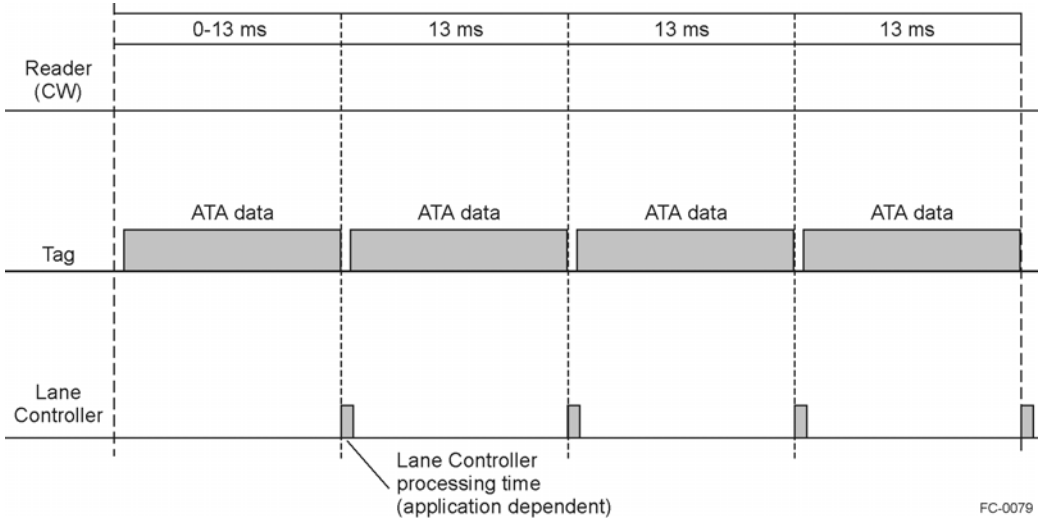 0-13 ms
13 ms
13 ms
13 ms
Reader
(CW)
ATA data
ATA data
ATA data
ATA data
Tag
Lane
Controller
Lane Controller
processing time
(application dependent)
FC-0079